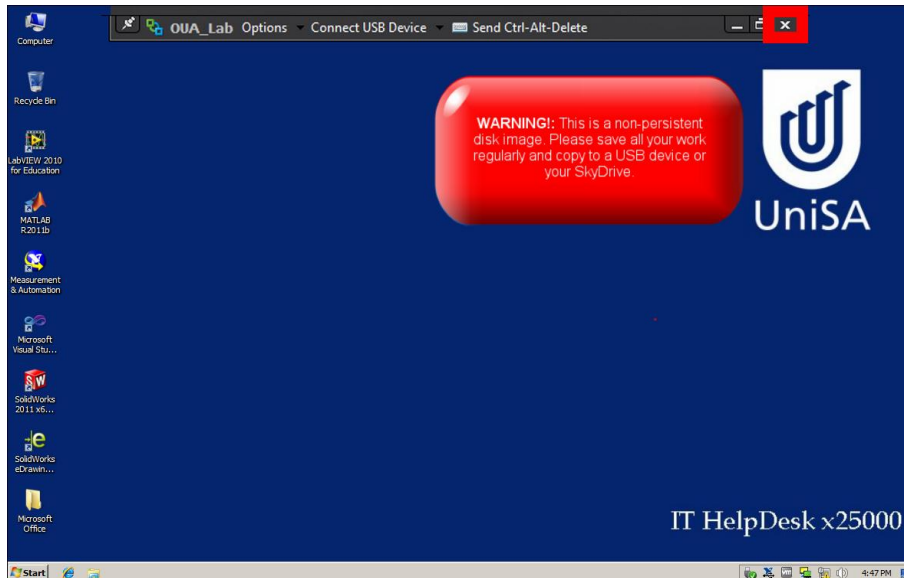 OUA_Lab Options Connect USB Device Send Ctrl-Alt-Delete
Computer
Recycle Bin
LabVIEW 2010
for Education
MATLAB
R2011b
Measurement
& Automation
Microsoft
Visual Stu...
SolidWorks
2011 x6...
SolidWorks
eDrawin...
Microsoft
Office
WARNING!: This is a non-persistent
disk image. Please save all your work
regularly and copy to a USB device or
your SkyDrive.
UniSA
IT HelpDesk x25000
Start
4:47 PM